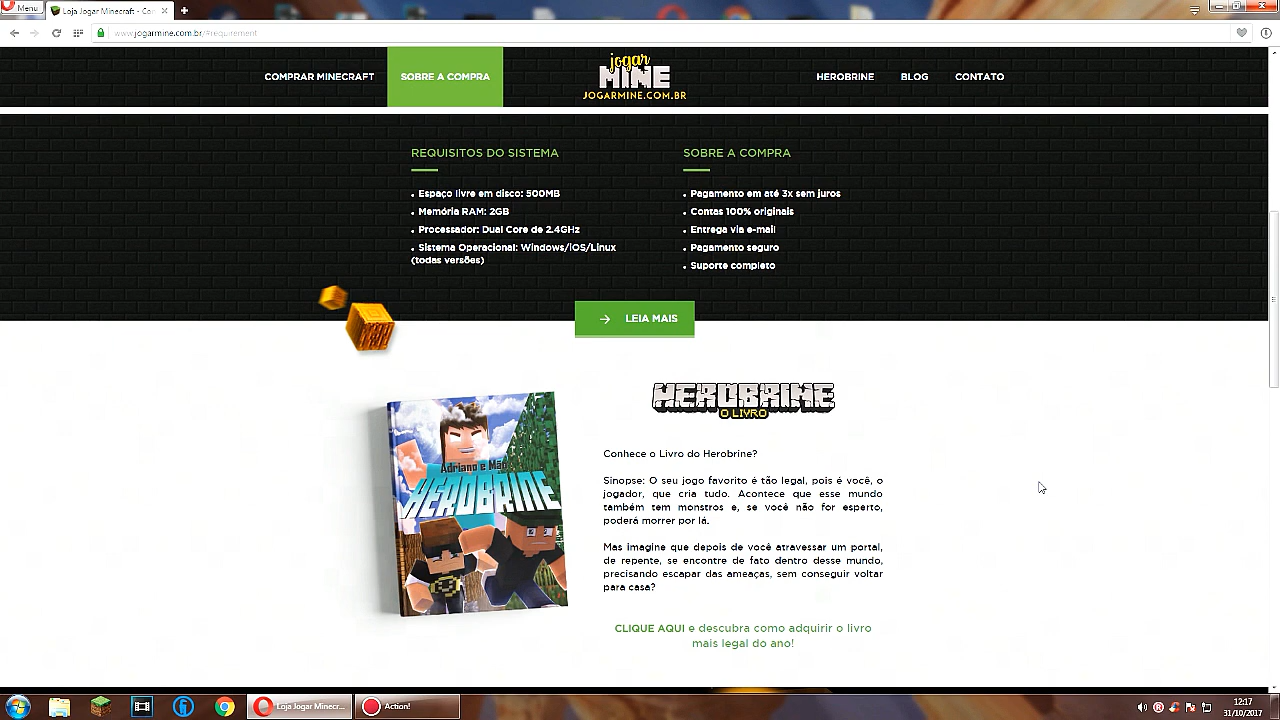 Menu
Loja Jogar Minecraft - Con
www.jogarmine.com.br/#requirement
COMPRAR MINECRAFT
SOBRE A COMPRA
jogar
MINE
JOGARMINE.COM.BR
HEROBRINE
BLOG
CONTATO
REQUISITOS DO SISTEMA
Espaço livre em disco: 500MB
Memória RAM: 2GB
Processador: Dual Core de 2.4GHz
Sistema Operacional: Windows/iOS/Linux
(todas versões)
SOBRE A COMPRA
Pagamento em até 3x sem juros
Contas 100% originais
Entrega via e-mail
Pagamento seguro
Suporte completo
LEIA MAIS
Adriano e
HEROBRINE
HEROBRINE
O LIVRO
Conhece o Livro do Herobrine?
Sinopse: O seu jogo favorito é tão legal, pois é você, o
jogador, que cria tudo. Acontece que esse mundo
também tem monstros e, se você não for esperto,
poderá morrer por lá.
Mas imagine que depois de você atravessar um portal,
de repente, se encontre de fato dentro desse mundo,
precisando escapar das ameaças, sem conseguir voltar
para casa?
CLIQUE AQUI e descubra como adquirir o livro
mais legal do ano!
Loja Jogar Minecr...
Action!
12:17
31/10/2017